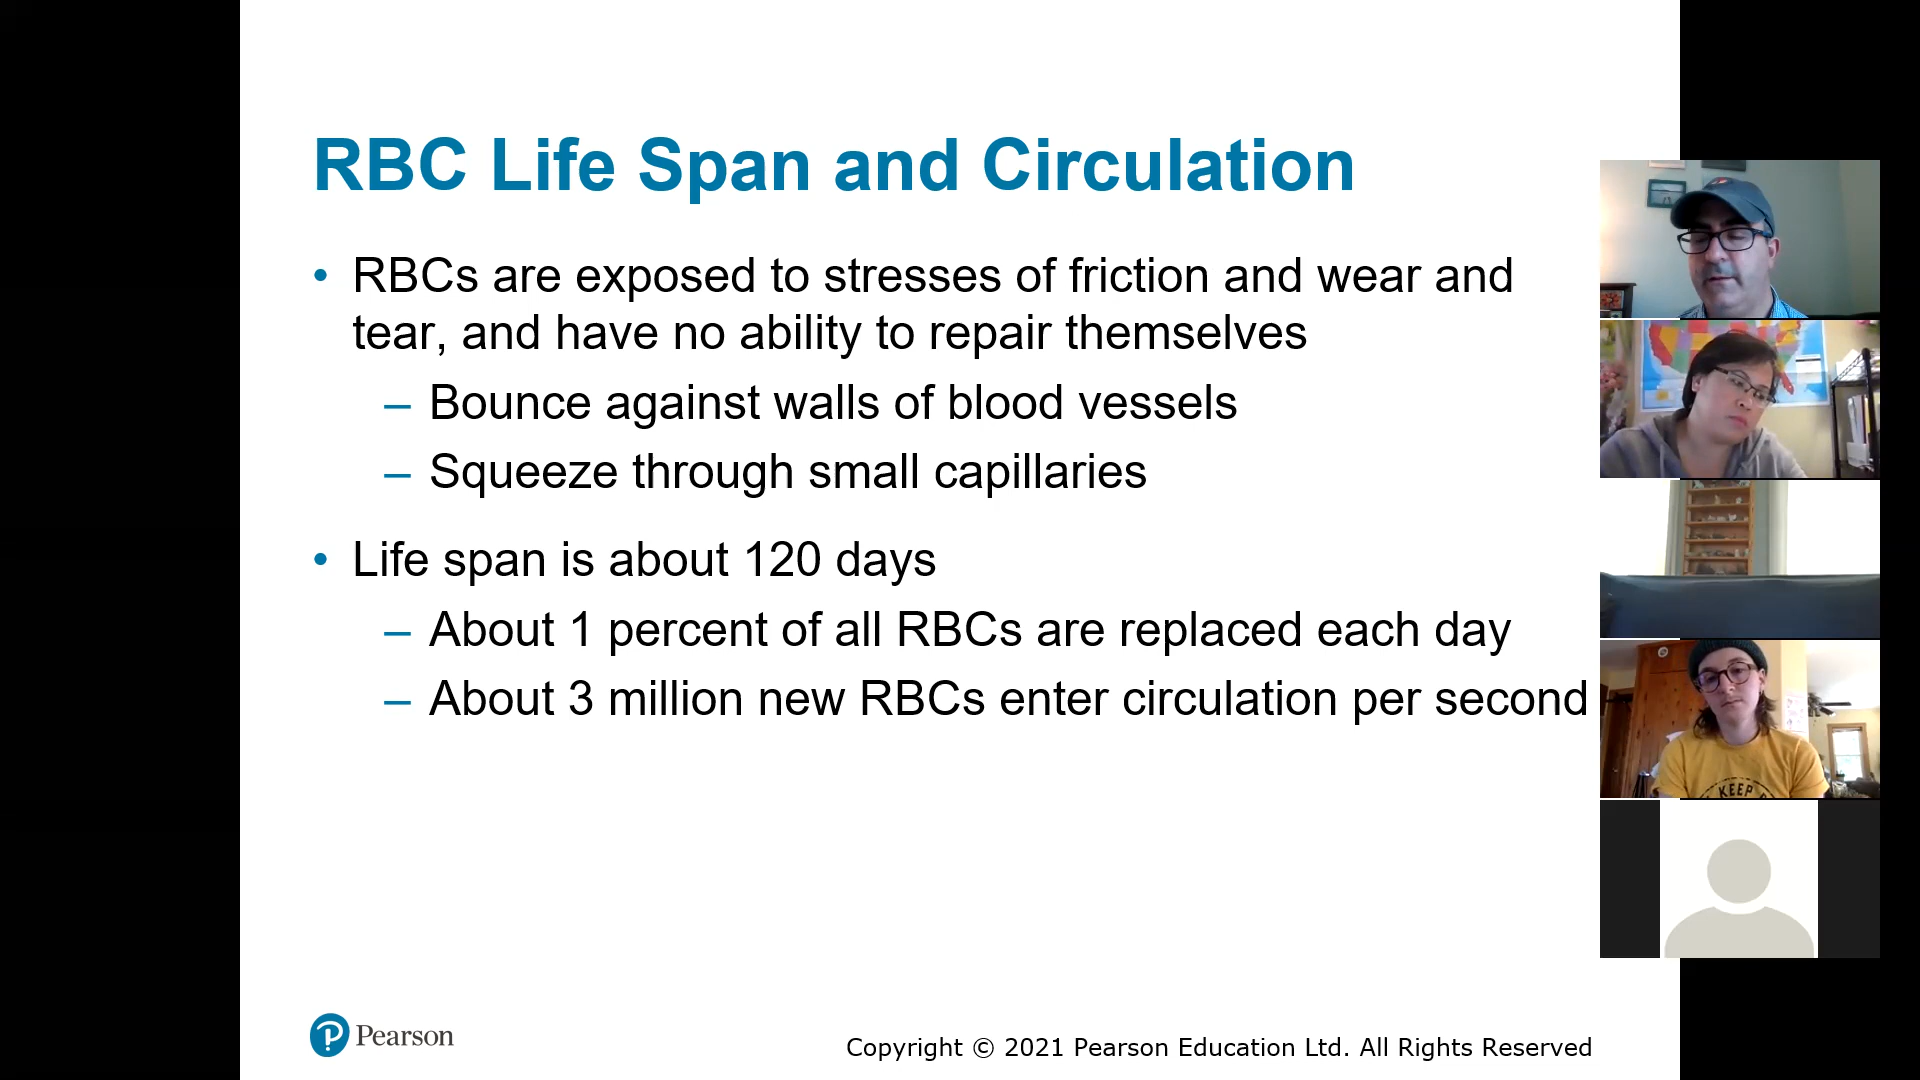 RBC Life Span and Circulation
• RBCs are exposed to stresses of friction and wear and
tear, and have no ability to repair themselves
– Bounce against walls of blood vessels
– Squeeze through small capillaries
• Life span is about 120 days
– About 1 percent of all RBCs are replaced each day
– About 3 million new RBCs enter circulation per second
KEEP
Pearson
Copyright © 2021 Pearson Education Ltd. All Rights Reserved